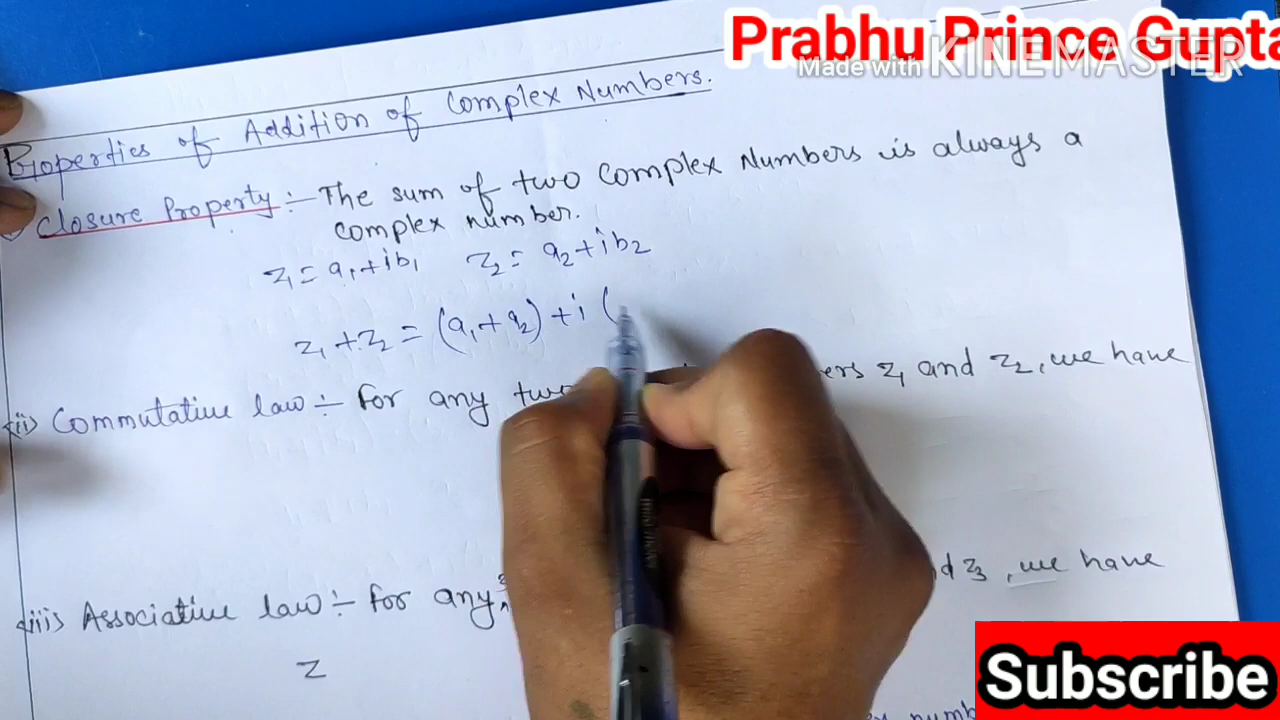 Prabhu Prince Gupta
Made with KINEMASTER
Properties of Addition of Complex Numbers.
Closure Property :- The sum of two complex Numbers is always a
complex number.
z₁ = a₁+ib₁ z₂ = a₂+ib₂
z₁ + z₂ = (a₁ + a₂) + i (
(ii) Commutative law :- for any two ers z₁ and z₂, we have
(iii) Associative law :- for any z₃, we have
z
Subscribe